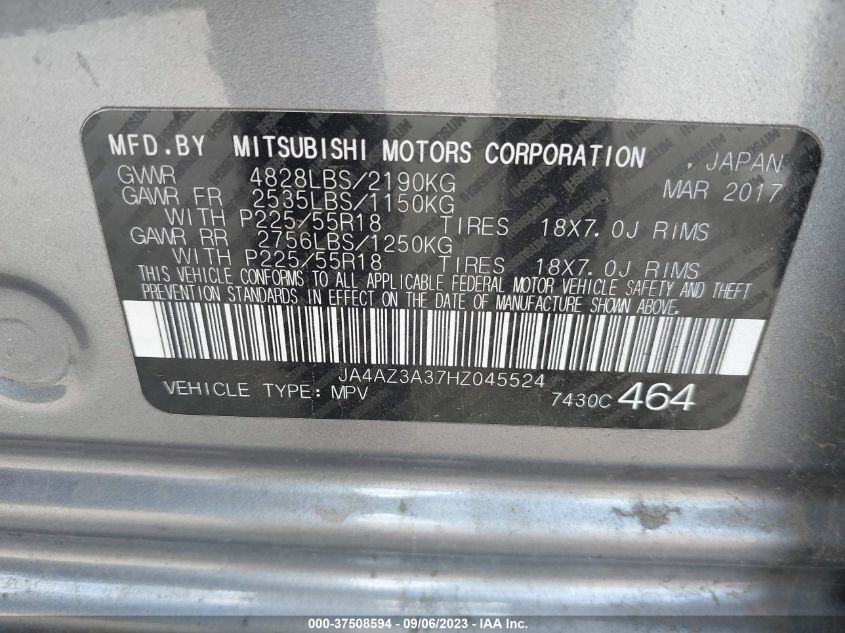 MFD.BY MITSUBISHI MOTORS CORPORATION , JAPAN
GWWR 4828LBS/2190KG MAR 2017
GAWR FR 2535LBS/1150KG
WITH P225/55R18 TIRES 18X7.0J RIMS
GAWR RR 2756LBS/1250KG
WITH P225/55R18 TIRES 18X7.0J RIMS
THIS VEHICLE CONFORMS TO ALL APPLICABLE FEDERAL MOTOR VEHICLE SAFETY AND THEFT
PREVENTION STANDARDS IN EFFECT ON THE DATE OF MANUFACTURE SHOWN ABOVE.
JA4AZ3A37HZ045524
VEHICLE TYPE: MPV 7430C 464
000-37508594 - 09/06/2023 - © COPYRIGHT IAA, LLC